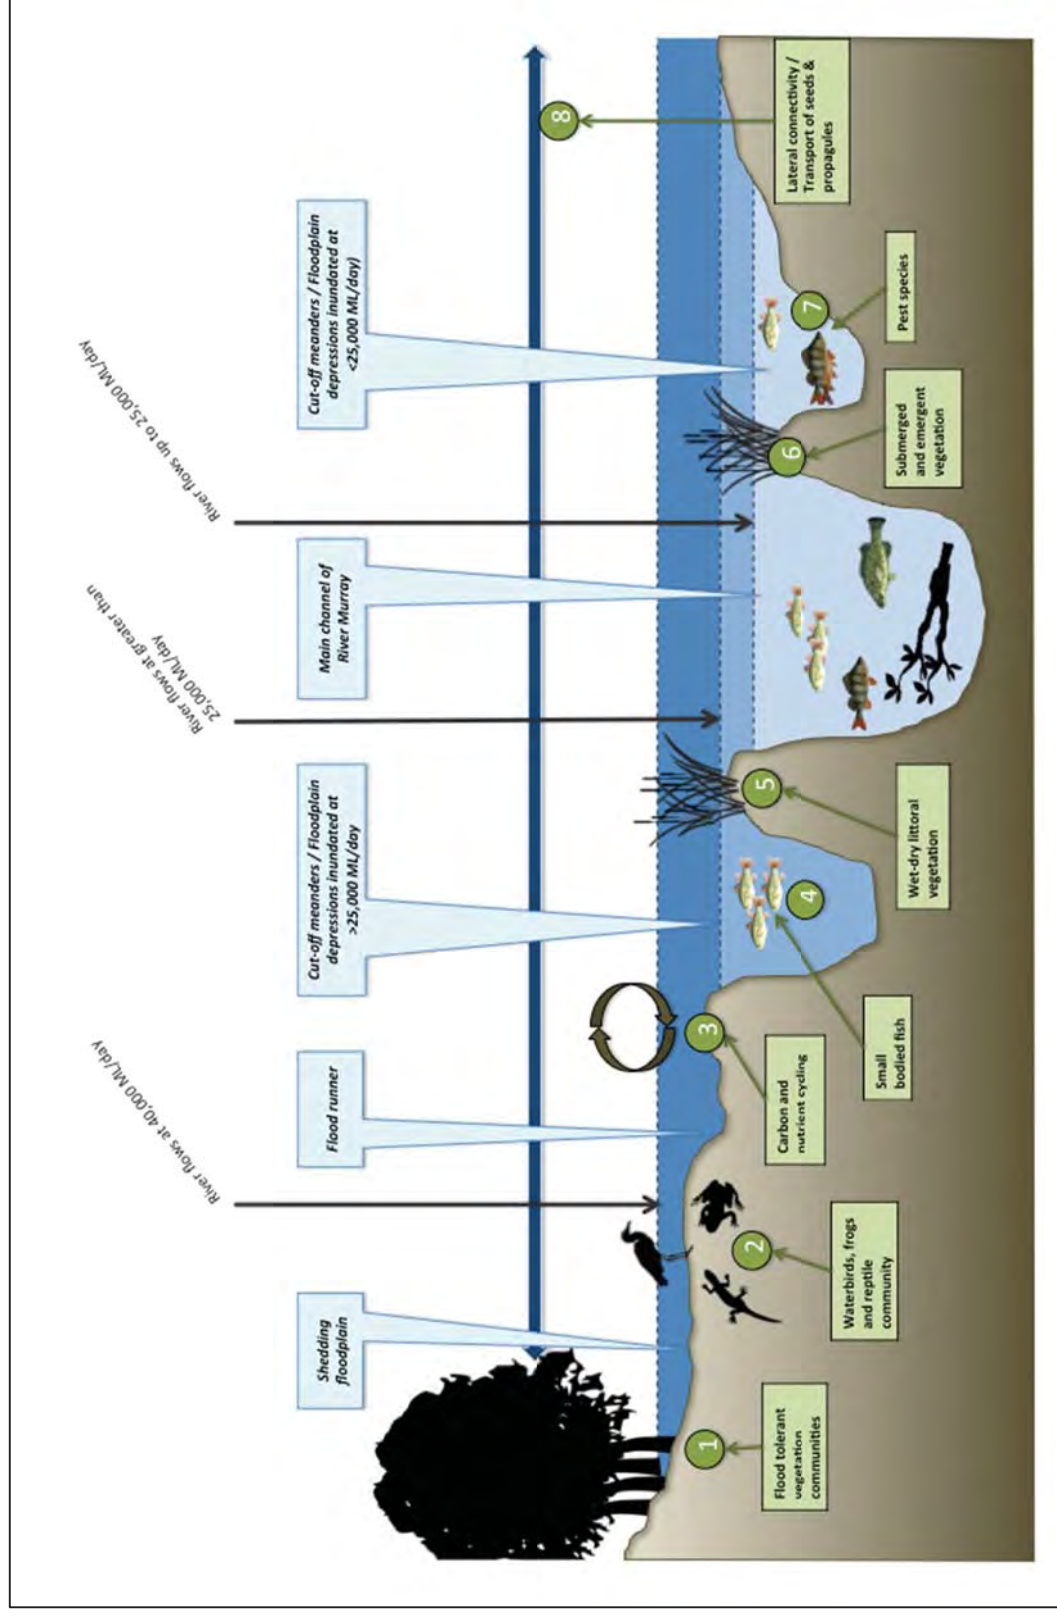 River flows at 40,000 ML/day
River flows at greater than
25,000 ML/day
River flows up to 25,000 ML/day
Shedding
floodplain
Flood runner
Cut-off meanders / Floodplain
depressions inundated at
>25,000 ML/day
Main channel of
River Murray
Cut-off meanders / Floodplain
depressions inundated at
<25,000 ML/day)
1
2
3
4
5
6
7
8
Flood tolerant
vegetation
communities
Waterbirds, frogs
and reptile
community
Carbon and
nutrient cycling
Small
bodied fish
Wet-dry littoral
vegetation
Submerged
and emergent
vegetation
Pest species
Lateral connectivity /
Transport of seeds &
propagules